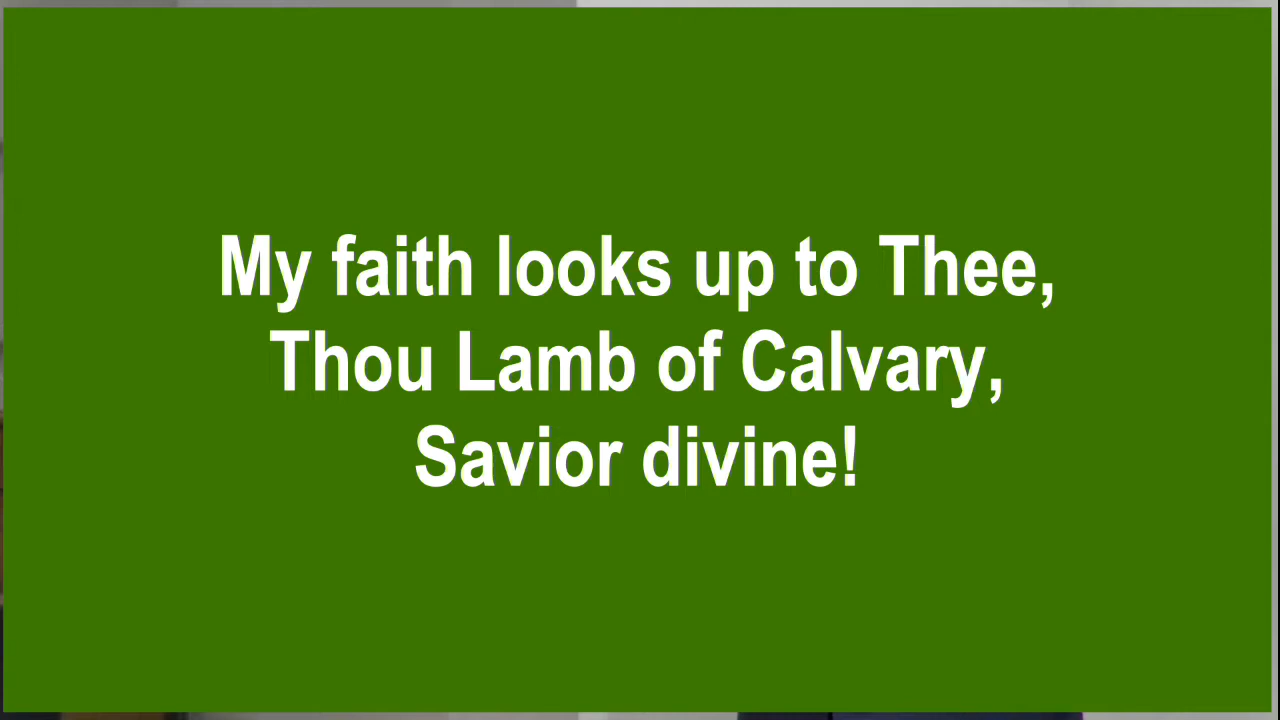 My faith looks up to Thee,
Thou Lamb of Calvary,
Savior divine!